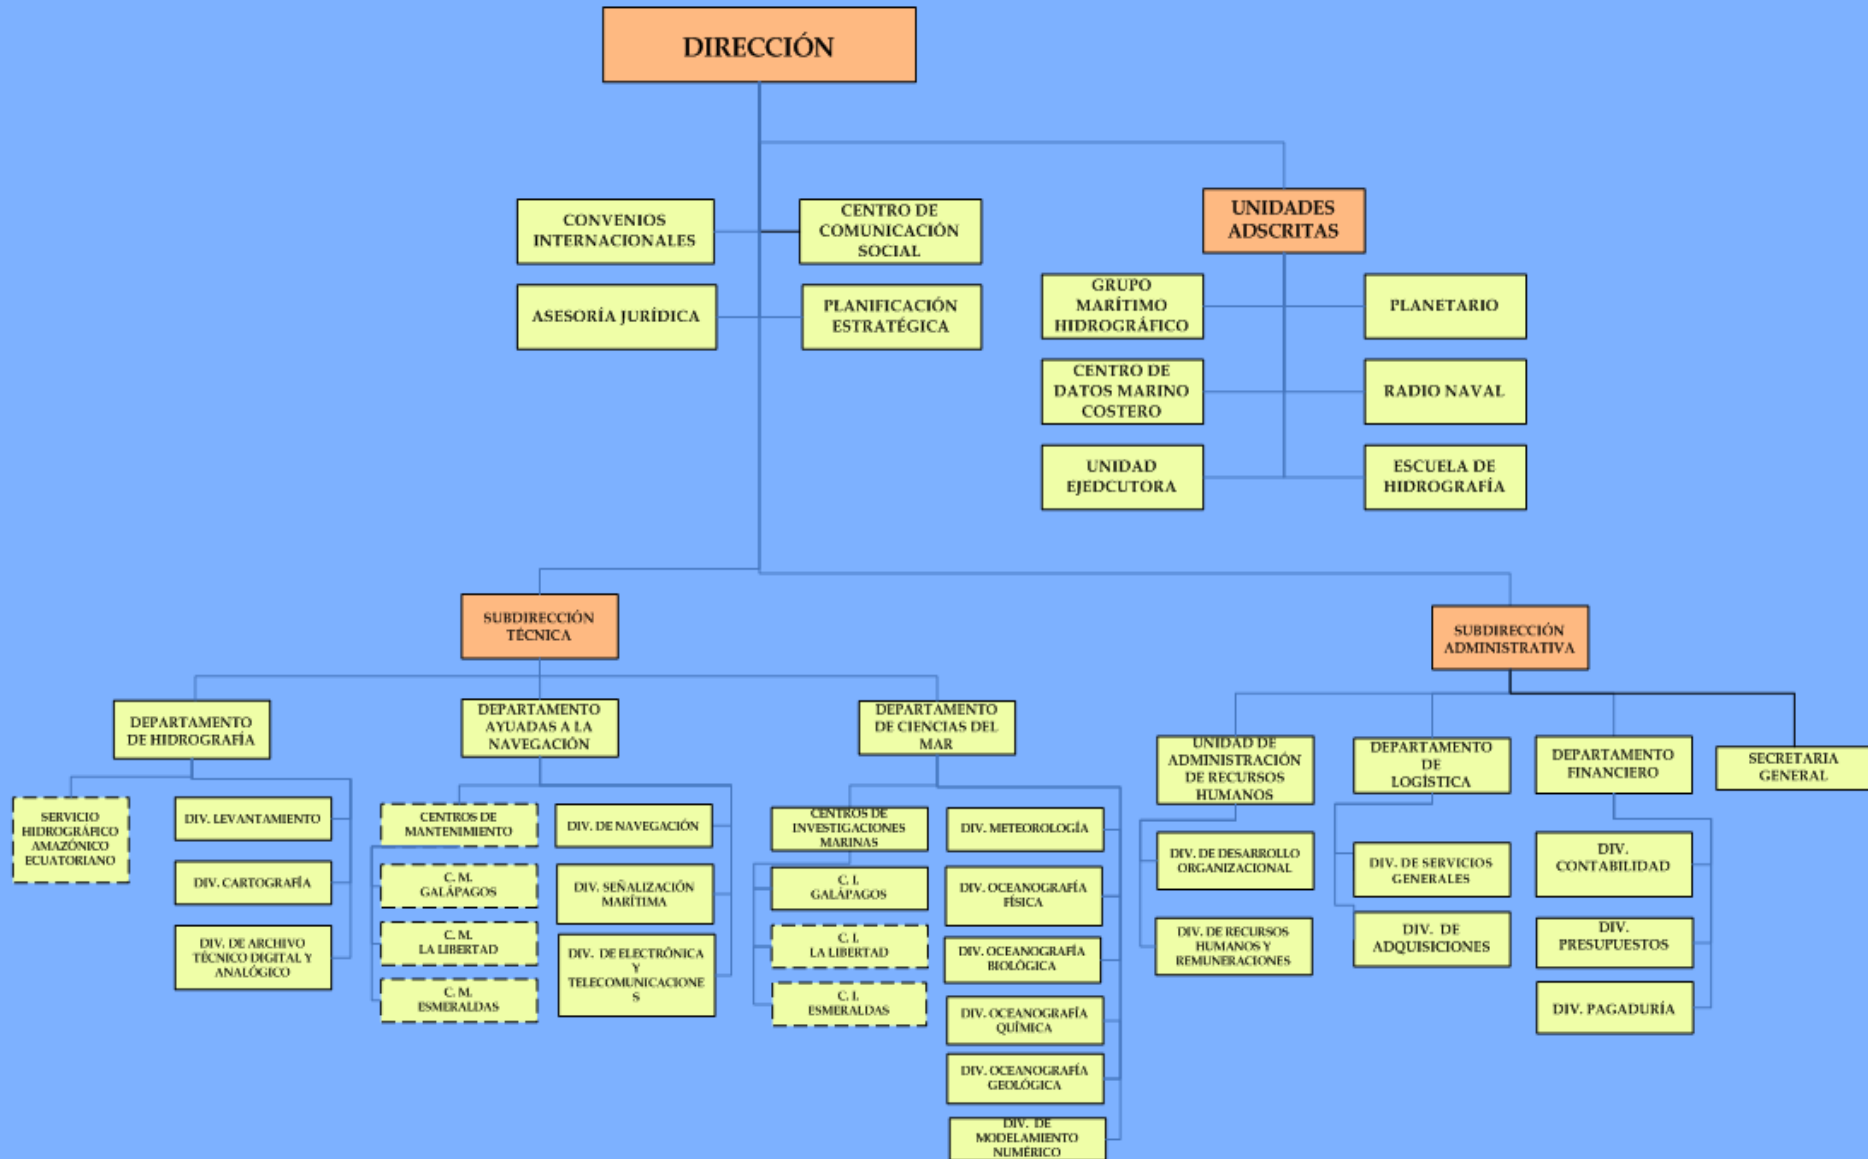 DIRECCIÓN
CONVENIOS
INTERNACIONALES
CENTRO DE
COMUNICACIÓN
SOCIAL
ASESORÍA JURÍDICA
PLANIFICACIÓN
ESTRATÉGICA
UNIDADES
ADSCRITAS
GRUPO
MARÍTIMO
HIDROGRÁFICO
PLANETARIO
CENTRO DE
DATOS MARINO
COSTERO
RADIO NAVAL
UNIDAD
EJEDCUTORA
ESCUELA DE
HIDROGRAFÍA
SUBDIRECCIÓN
TÉCNICA
SUBDIRECCIÓN
ADMINISTRATIVA
DEPARTAMENTO
DE HIDROGRAFÍA
SERVICIO
HIDROGRÁFICO
AMAZÓNICO
ECUATORIANO
DIV. LEVANTAMIENTO
DIV. CARTOGRAFÍA
DIV. DE ARCHIVO
TÉCNICO DIGITAL Y
ANALÓGICO
DEPARTAMENTO
AYUADAS A LA
NAVEGACIÓN
CENTROS DE
MANTENIMIENTO
C. M.
GALÁPAGOS
C. M.
LA LIBERTAD
C. M.
ESMERALDAS
DIV. DE NAVEGACIÓN
DIV. SEÑALIZACIÓN
MARÍTIMA
DIV. DE ELECTRÓNICA
Y
TELECOMUNICACIONE
S
DEPARTAMENTO
DE CIENCIAS DEL
MAR
CENTROS DE
INVESTIGACIONES
MARINAS
C. I.
GALÁPAGOS
C. I.
LA LIBERTAD
C. I.
ESMERALDAS
DIV. METEOROLOGÍA
DIV. OCEANOGRAFÍA
FÍSICA
DIV. OCEANOGRAFÍA
BIOLÓGICA
DIV. OCEANOGRAFÍA
QUÍMICA
DIV. OCEANOGRAFÍA
GEOLÓGICA
DIV. DE
MODELAMIENTO
NUMÉRICO
UNIDAD DE
ADMINISTRACIÓN
DE RECURSOS
HUMANOS
DIV. DE DESARROLLO
ORGANIZACIONAL
DIV. DE RECURSOS
HUMANOS Y
REMUNERACIONES
DEPARTAMENTO
DE
LOGÍSTICA
DIV. DE SERVICIOS
GENERALES
DIV. DE
ADQUISICIONES
DEPARTAMENTO
FINANCIERO
DIV.
CONTABILIDAD
DIV.
PRESUPUESTOS
DIV. PAGADURÍA
SECRETARIA
GENERAL